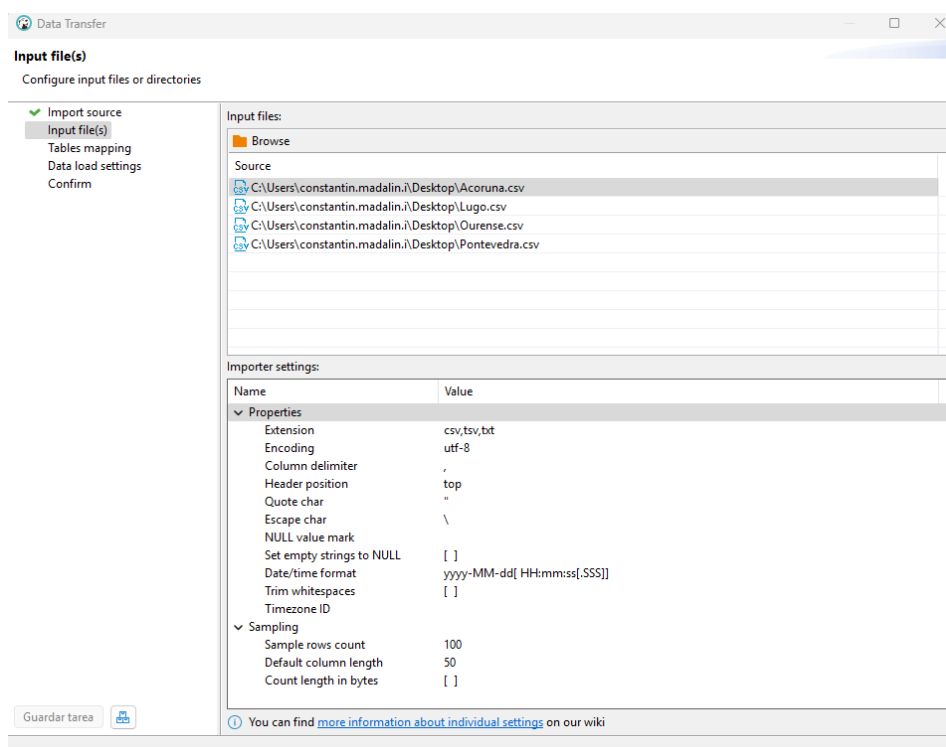 Data Transfer
Input file(s)
Configure input files or directories
Import source
Input file(s)
Tables mapping
Data load settings
Confirm
Input files:
Browse
Source
C:\Users\constantin.madalin.i\Desktop\Acoruna.csv
C:\Users\constantin.madalin.i\Desktop\Lugo.csv
C:\Users\constantin.madalin.i\Desktop\Ourense.csv
C:\Users\constantin.madalin.i\Desktop\Pontevedra.csv
Importer settings:
Name Value
Properties
Extension csv,tsv,txt
Encoding utf-8
Column delimiter ,
Header position top
Quote char "
Escape char \
NULL value mark
Set empty strings to NULL [ ]
Date/time format yyyy-MM-dd[ HH:mm:ss[.SSS]]
Trim whitespaces [ ]
Timezone ID
Sampling
Sample rows count 100
Default column length 50
Count length in bytes [ ]
Guardar tarea
You can find more information about individual settings on our wiki